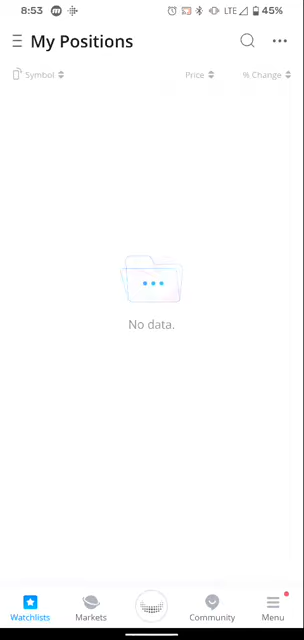 8:53 LTE 45%
My Positions
Symbol Price % Change
No data.
Watchlists Markets Community Menu